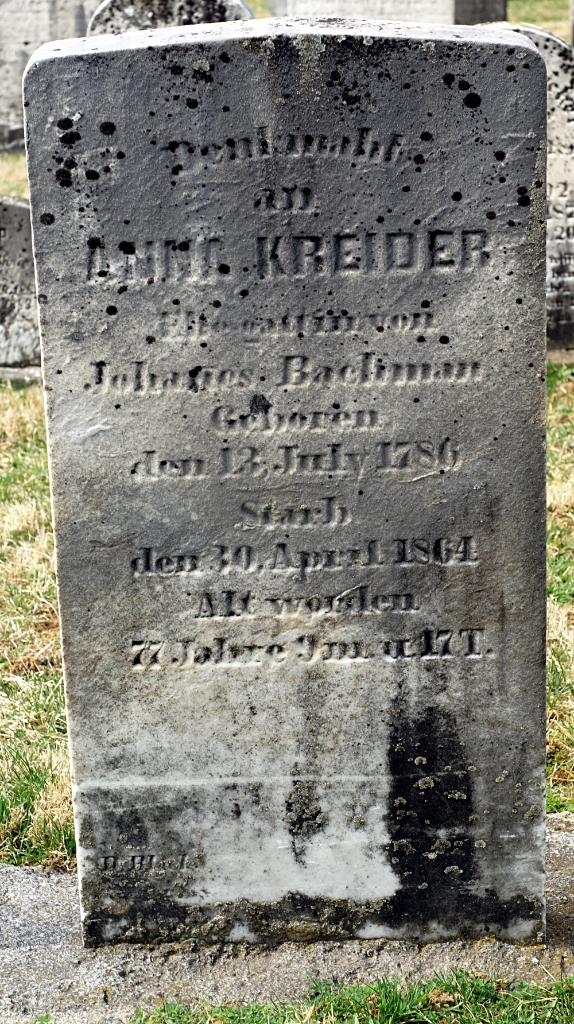 Denkmahl
an
ANNA KREIDER
Ehegattin von
Johanes Bachman
Geboren
den 13. July 1786
Starb
den 30. April 1864
Alt worden
77 Jahre 9 m. u. 17 T.